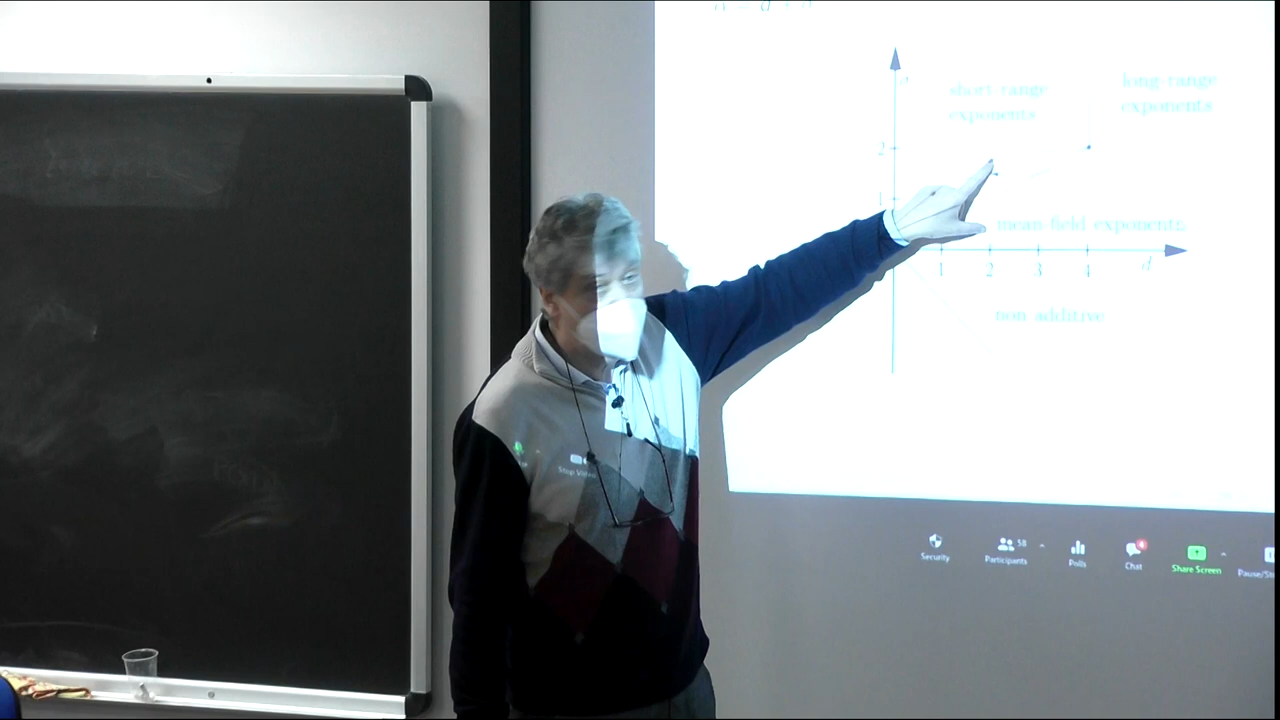 short-range
exponents
long-range
exponents
2
1
mean-field exponents
1 2 3 4 d
non additive
Stop Video
Security
58
Participants
Polls
4
Chat
Share Screen